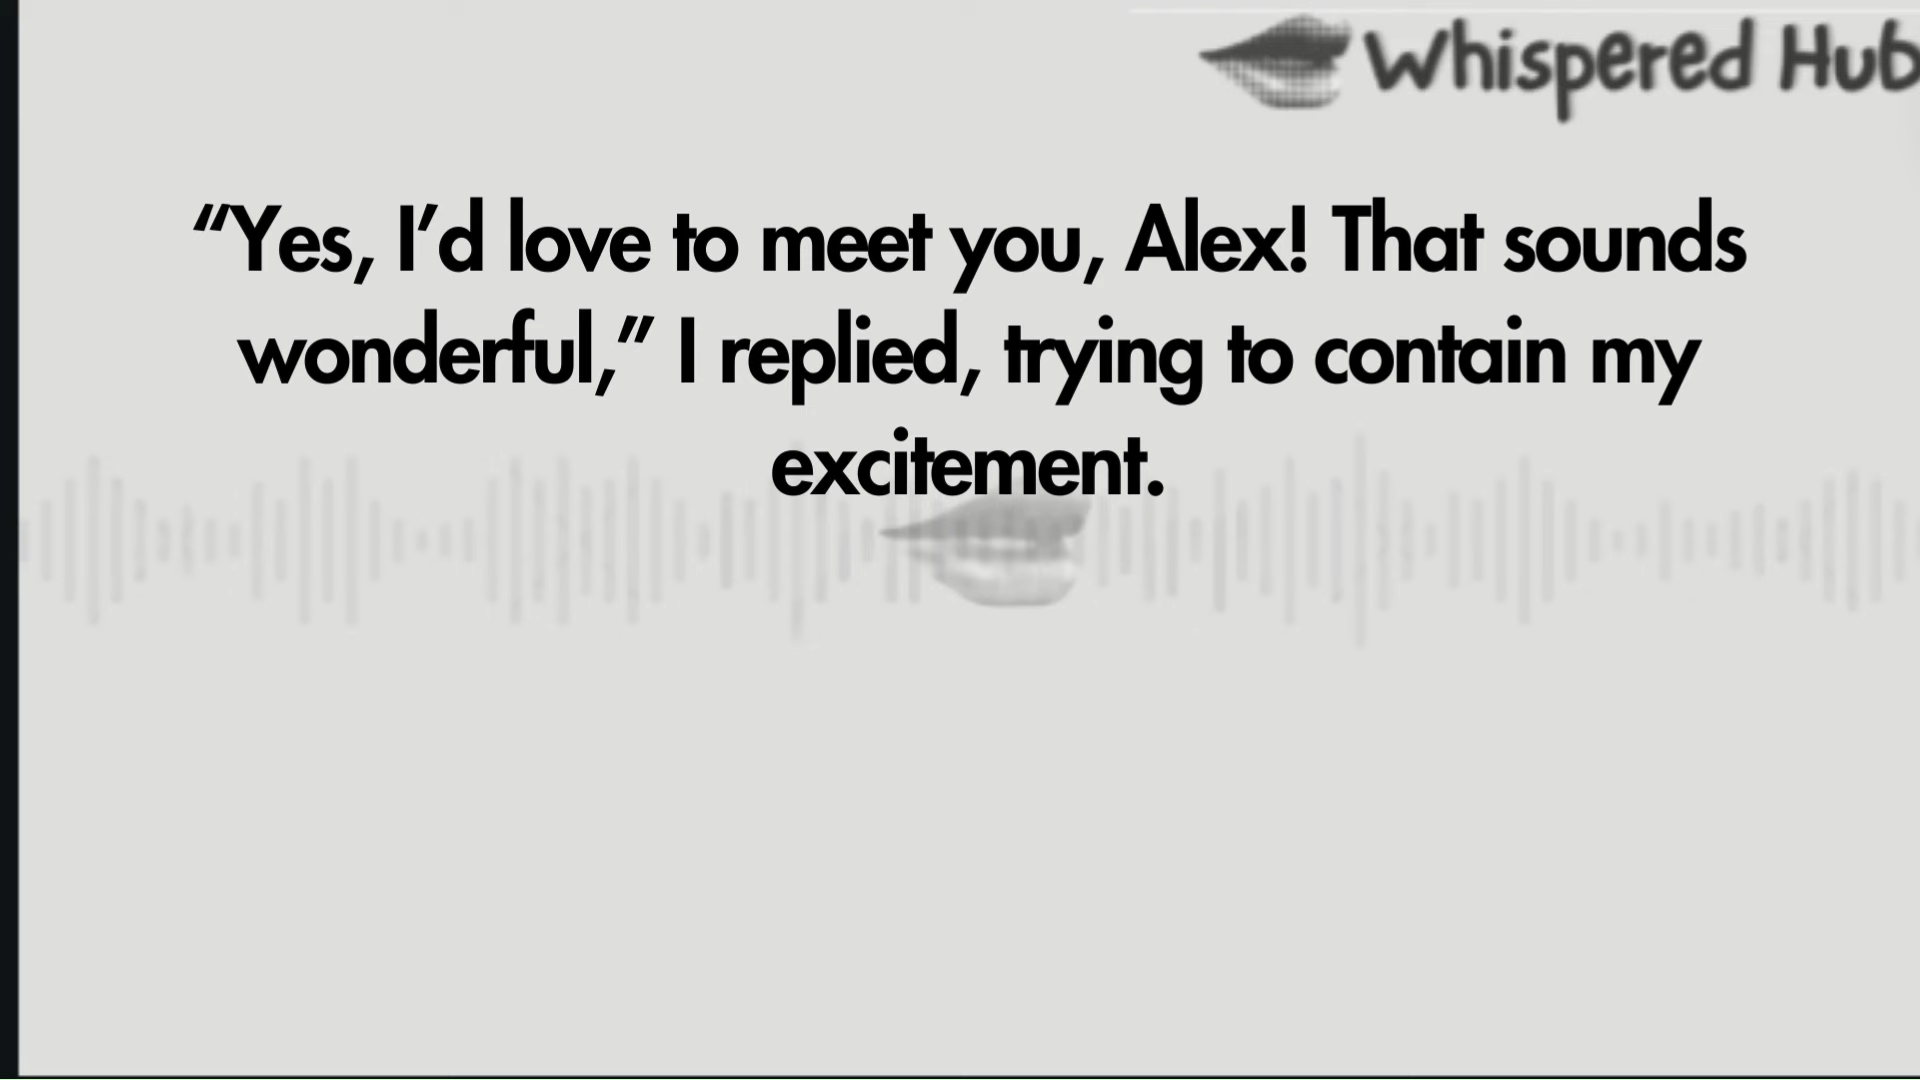 Whispered Hub
“Yes, I’d love to meet you, Alex! That sounds
wonderful,” I replied, trying to contain my
excitement.